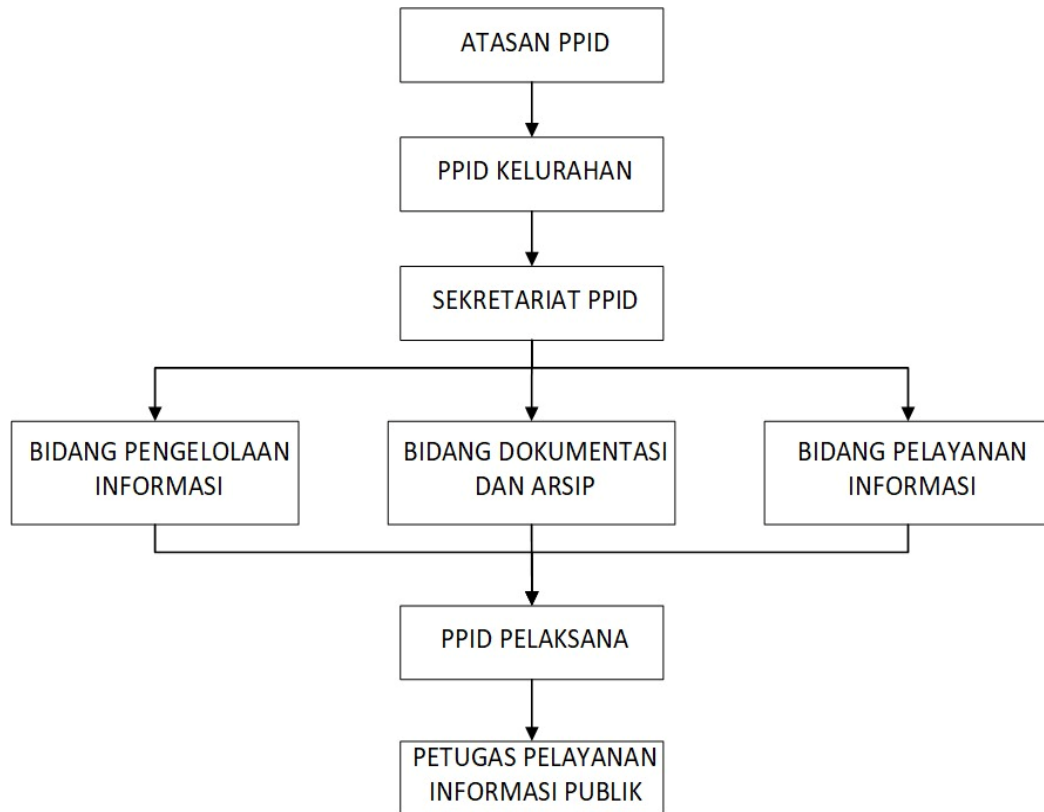 ATASAN PPID
PPID KELURAHAN
SEKRETARIAT PPID
BIDANG PENGELOLAAN
INFORMASI
BIDANG DOKUMENTASI
DAN ARSIP
BIDANG PELAYANAN
INFORMASI
PPID PELAKSANA
PETUGAS PELAYANAN
INFORMASI PUBLIK